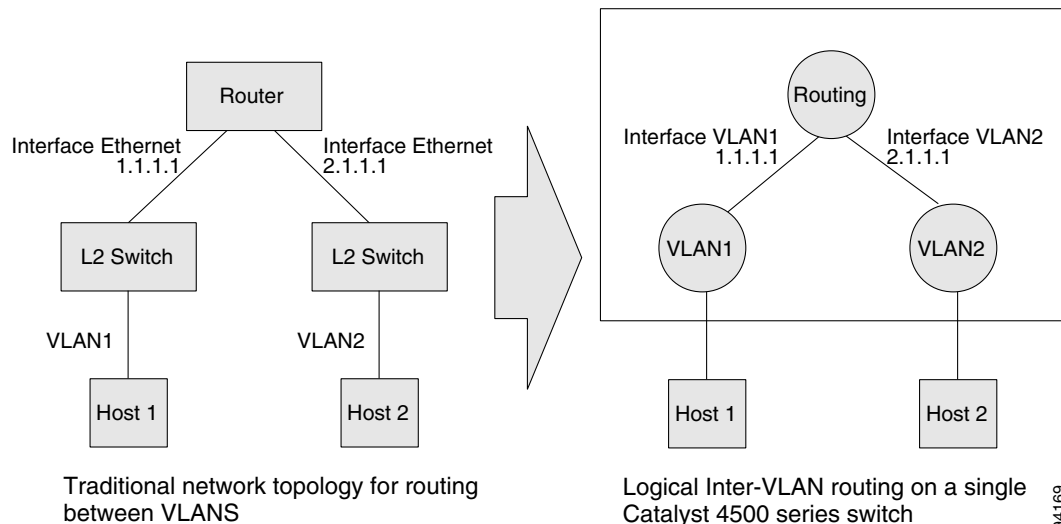 Router
Interface Ethernet
1.1.1.1
Interface Ethernet
2.1.1.1
L2 Switch
L2 Switch
VLAN1
VLAN2
Host 1
Host 2
Traditional network topology for routing
between VLANS
Routing
Interface VLAN1
1.1.1.1
Interface VLAN2
2.1.1.1
VLAN1
VLAN2
Host 1
Host 2
Logical Inter-VLAN routing on a single
Catalyst 4500 series switch